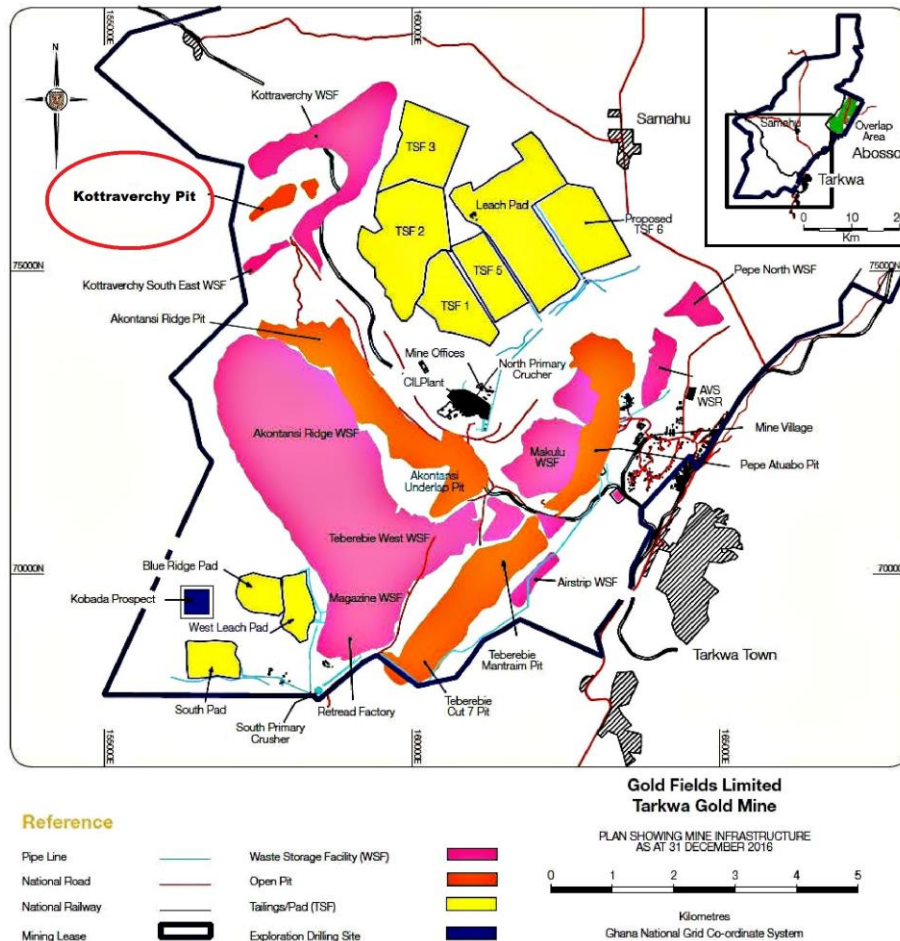 155000E
160000E
N
Kottraverchy WSF
Samahu
TSF 3
Kottraverchy Pit
Leach Pad
Proposed
TSF 6
TSF 2
TSF 5
TSF 1
Samahu
Overlap
Area
Abosso
Tarkwa
0 10 20
Km
75000N
75000N
Kottraverchy South East WSF
Pepe North WSF
Akontansi Ridge Pit
Mine Offices
North Primary
Crucher
CILPlant
AVS
WSR
Mine Village
Akontansi Ridge WSF
Makulu
WSF
Pepe Atuabo Pit
Akontansi
Underlap Pit
Teberebie West WSF
Blue Ridge Pad
70000N
70000N
Kobada Prospect
Magazine WSF
Airstrip WSF
West Leach Pad
Teberebie
Mantraim Pit
Tarkwa Town
South Pad
South Primary
Crusher
Retread Factory
Teberebie
Cut 7 Pit
155000E
160000E
165000E
Gold Fields Limited
Tarkwa Gold Mine
PLAN SHOWING MINE INFRASTRUCTURE
AS AT 31 DECEMBER 2016
0 1 2 3 4 5
Kilometres
Ghana National Grid Co-ordinate System
Reference
Pipe Line
National Road
National Railway
Mining Lease
Waste Storage Facility (WSF)
Open Pit
Tailings/Pad (TSF)
Exploration Drilling Site